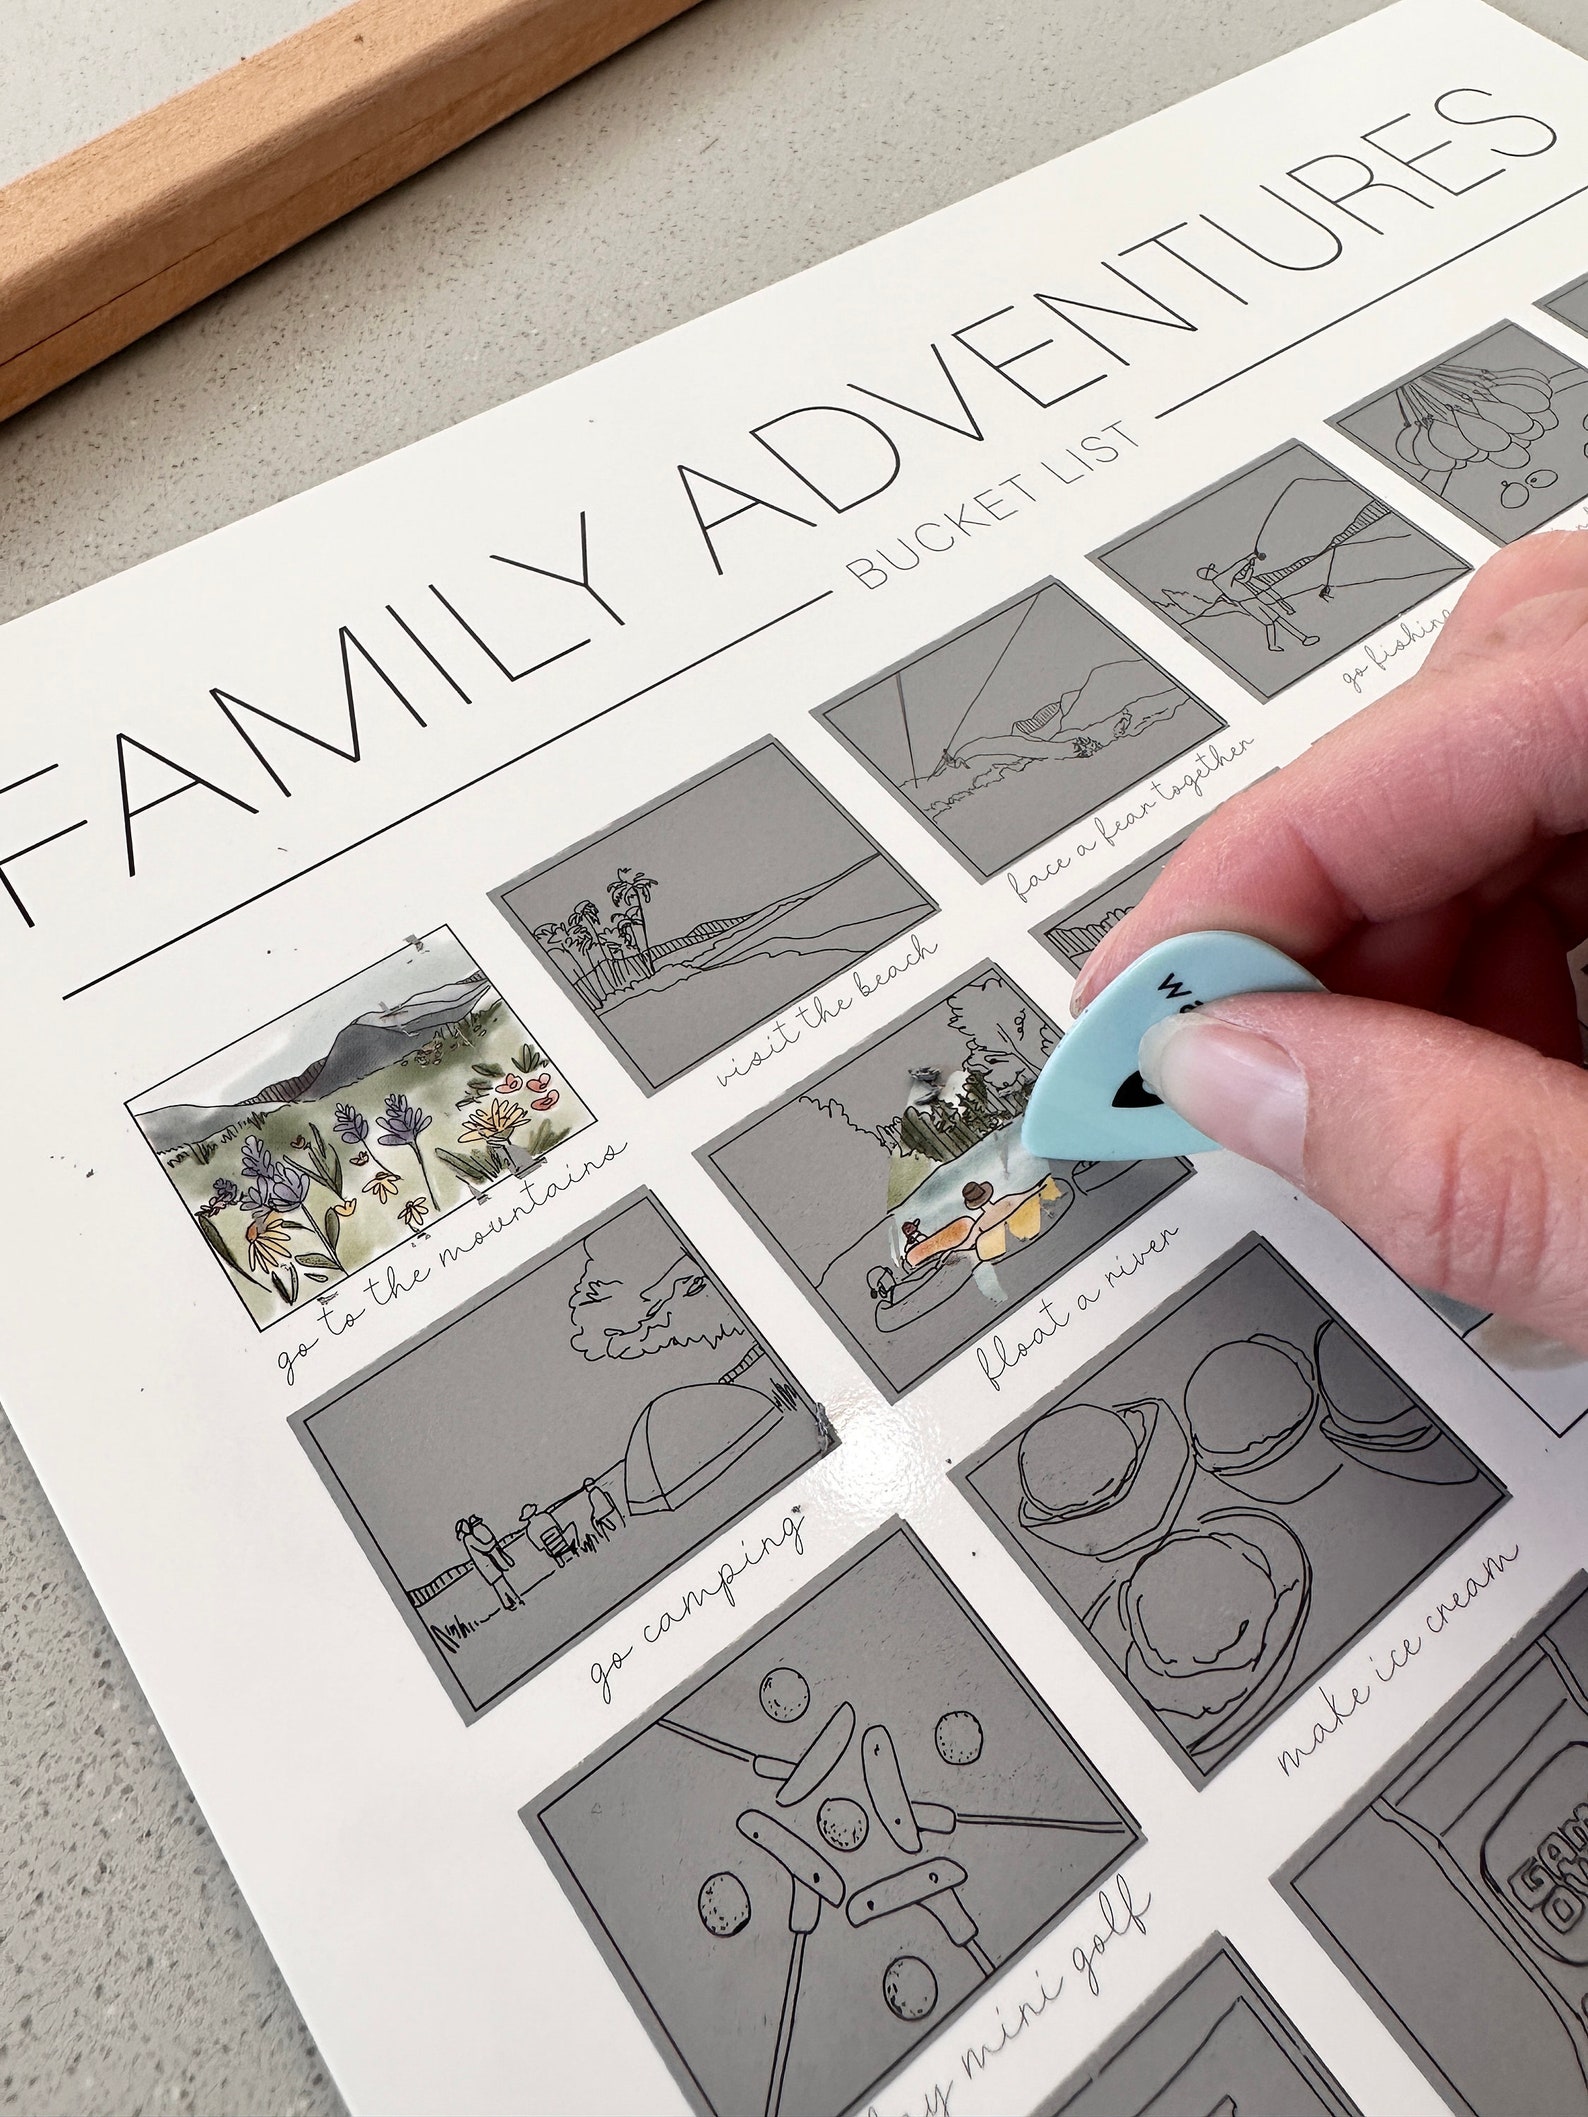 FAMILY ADVENTURES
BUCKET LIST
go to the mountains
visit the beach
face a fear together
go fishing
go camping
float a river
make ice cream
mini golf
GAME